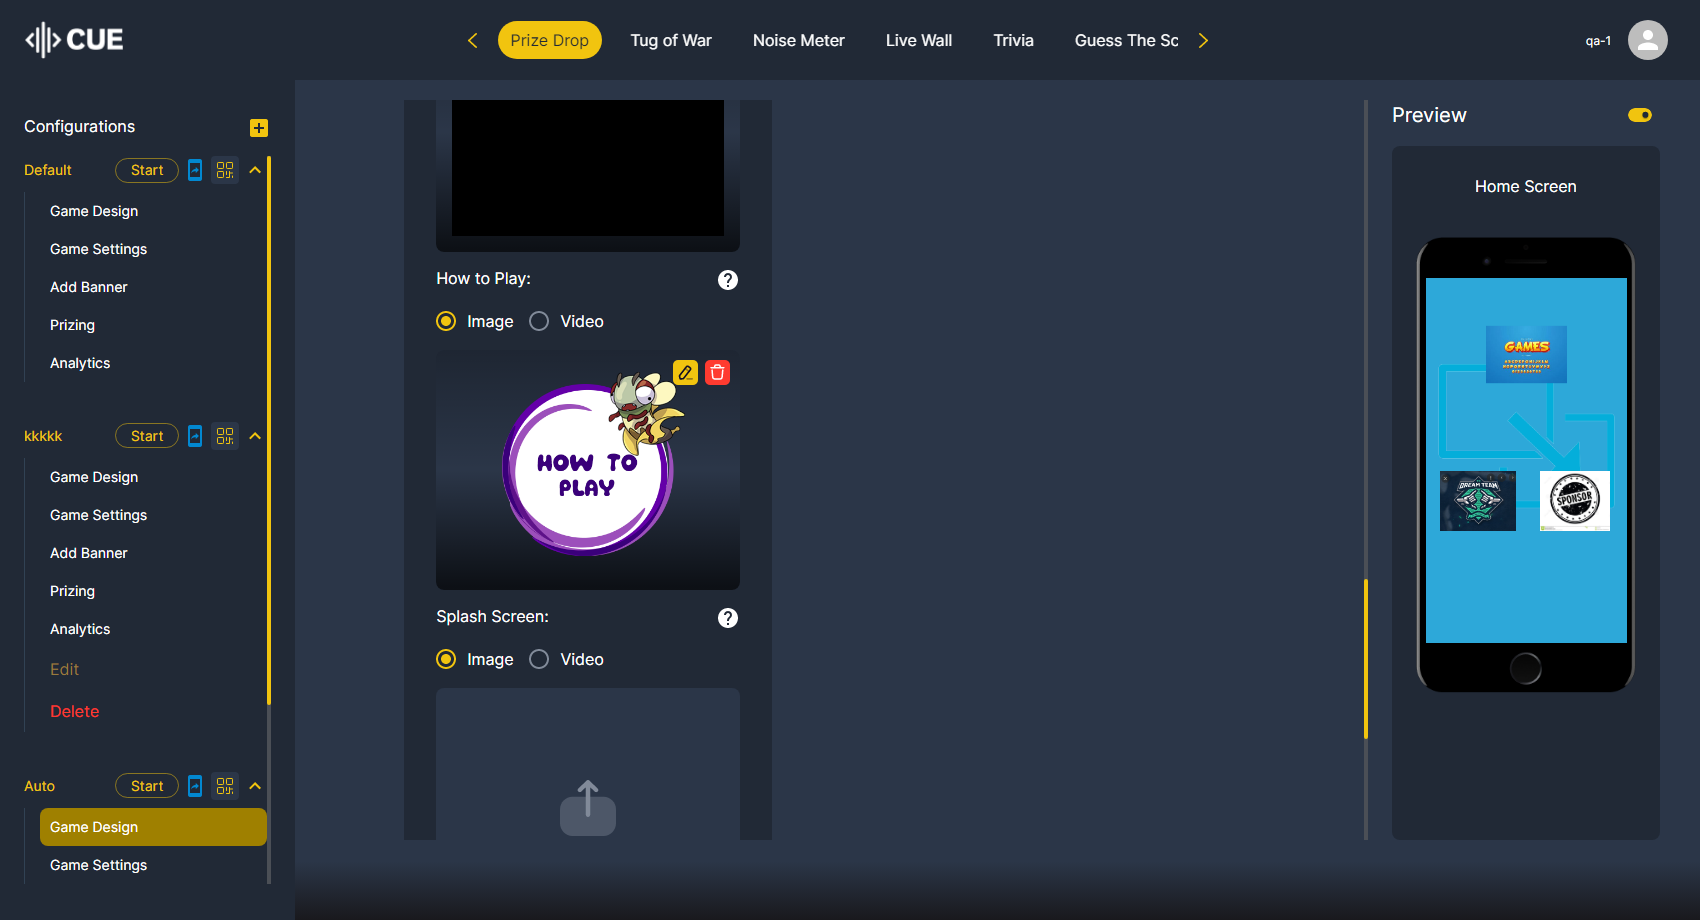 CUE
Prize Drop
Tug of War
Noise Meter
Live Wall
Trivia
Guess The Sc
qa-1
Configurations
Default
Start
Game Design
Game Settings
Add Banner
Prizing
Analytics
kkkkk
Start
Game Design
Game Settings
Add Banner
Prizing
Analytics
Edit
Delete
Auto
Start
Game Design
Game Settings
How to Play:
?
Image
Video
HOW TO
PLAY
Splash Screen:
?
Image
Video
Preview
Home Screen
GAMES
DREAM TEAM
SPONSOR